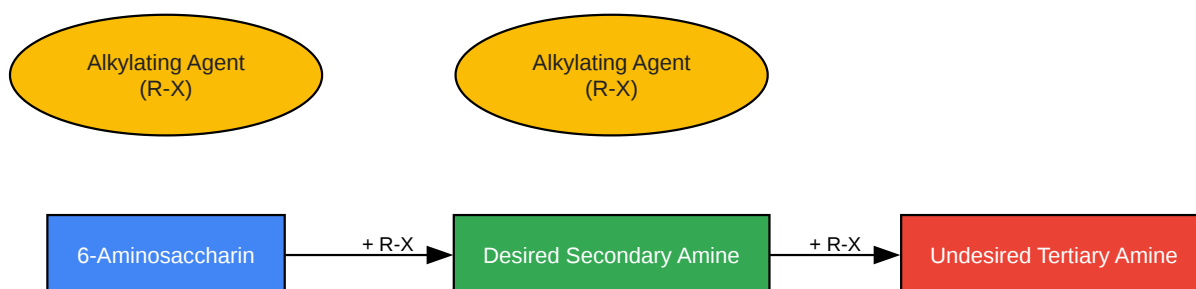 Alkylating Agent
(R-X)
Alkylating Agent
(R-X)
6-Aminosaccharin
+ R-X
Desired Secondary Amine
+ R-X
Undesired Tertiary Amine